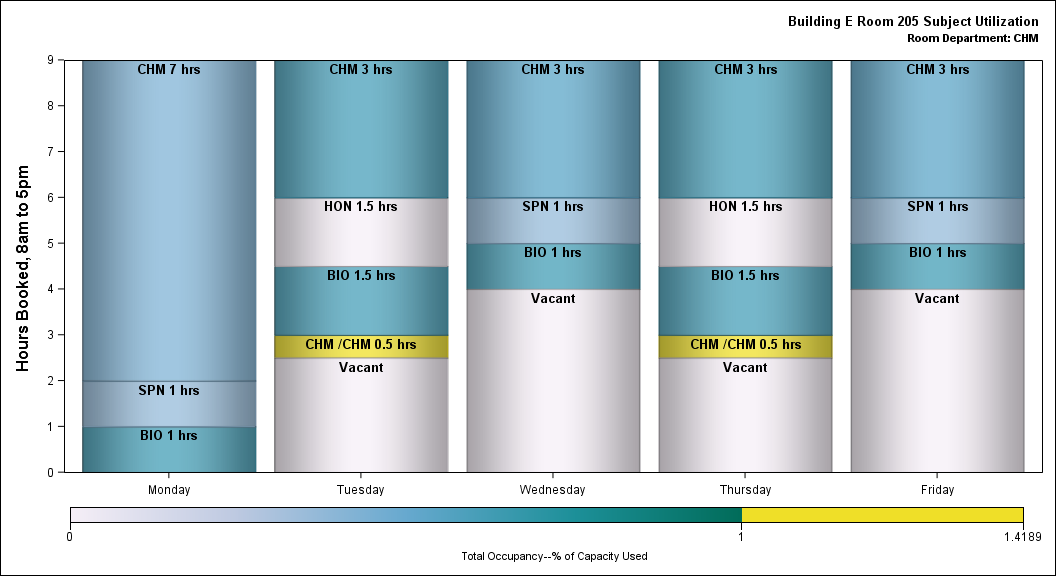 Building E Room 205 Subject Utilization
Room Department: CHM
Hours Booked, 8am to 5pm
9
8
7
6
5
4
3
2
1
0
CHM 7 hrs
SPN 1 hrs
BIO 1 hrs
CHM 3 hrs
HON 1.5 hrs
BIO 1.5 hrs
CHM /CHM 0.5 hrs
Vacant
CHM 3 hrs
SPN 1 hrs
BIO 1 hrs
Vacant
CHM 3 hrs
HON 1.5 hrs
BIO 1.5 hrs
CHM /CHM 0.5 hrs
Vacant
CHM 3 hrs
SPN 1 hrs
BIO 1 hrs
Vacant
Monday Tuesday Wednesday Thursday Friday
0 1 1.4189
Total Occupancy--% of Capacity Used